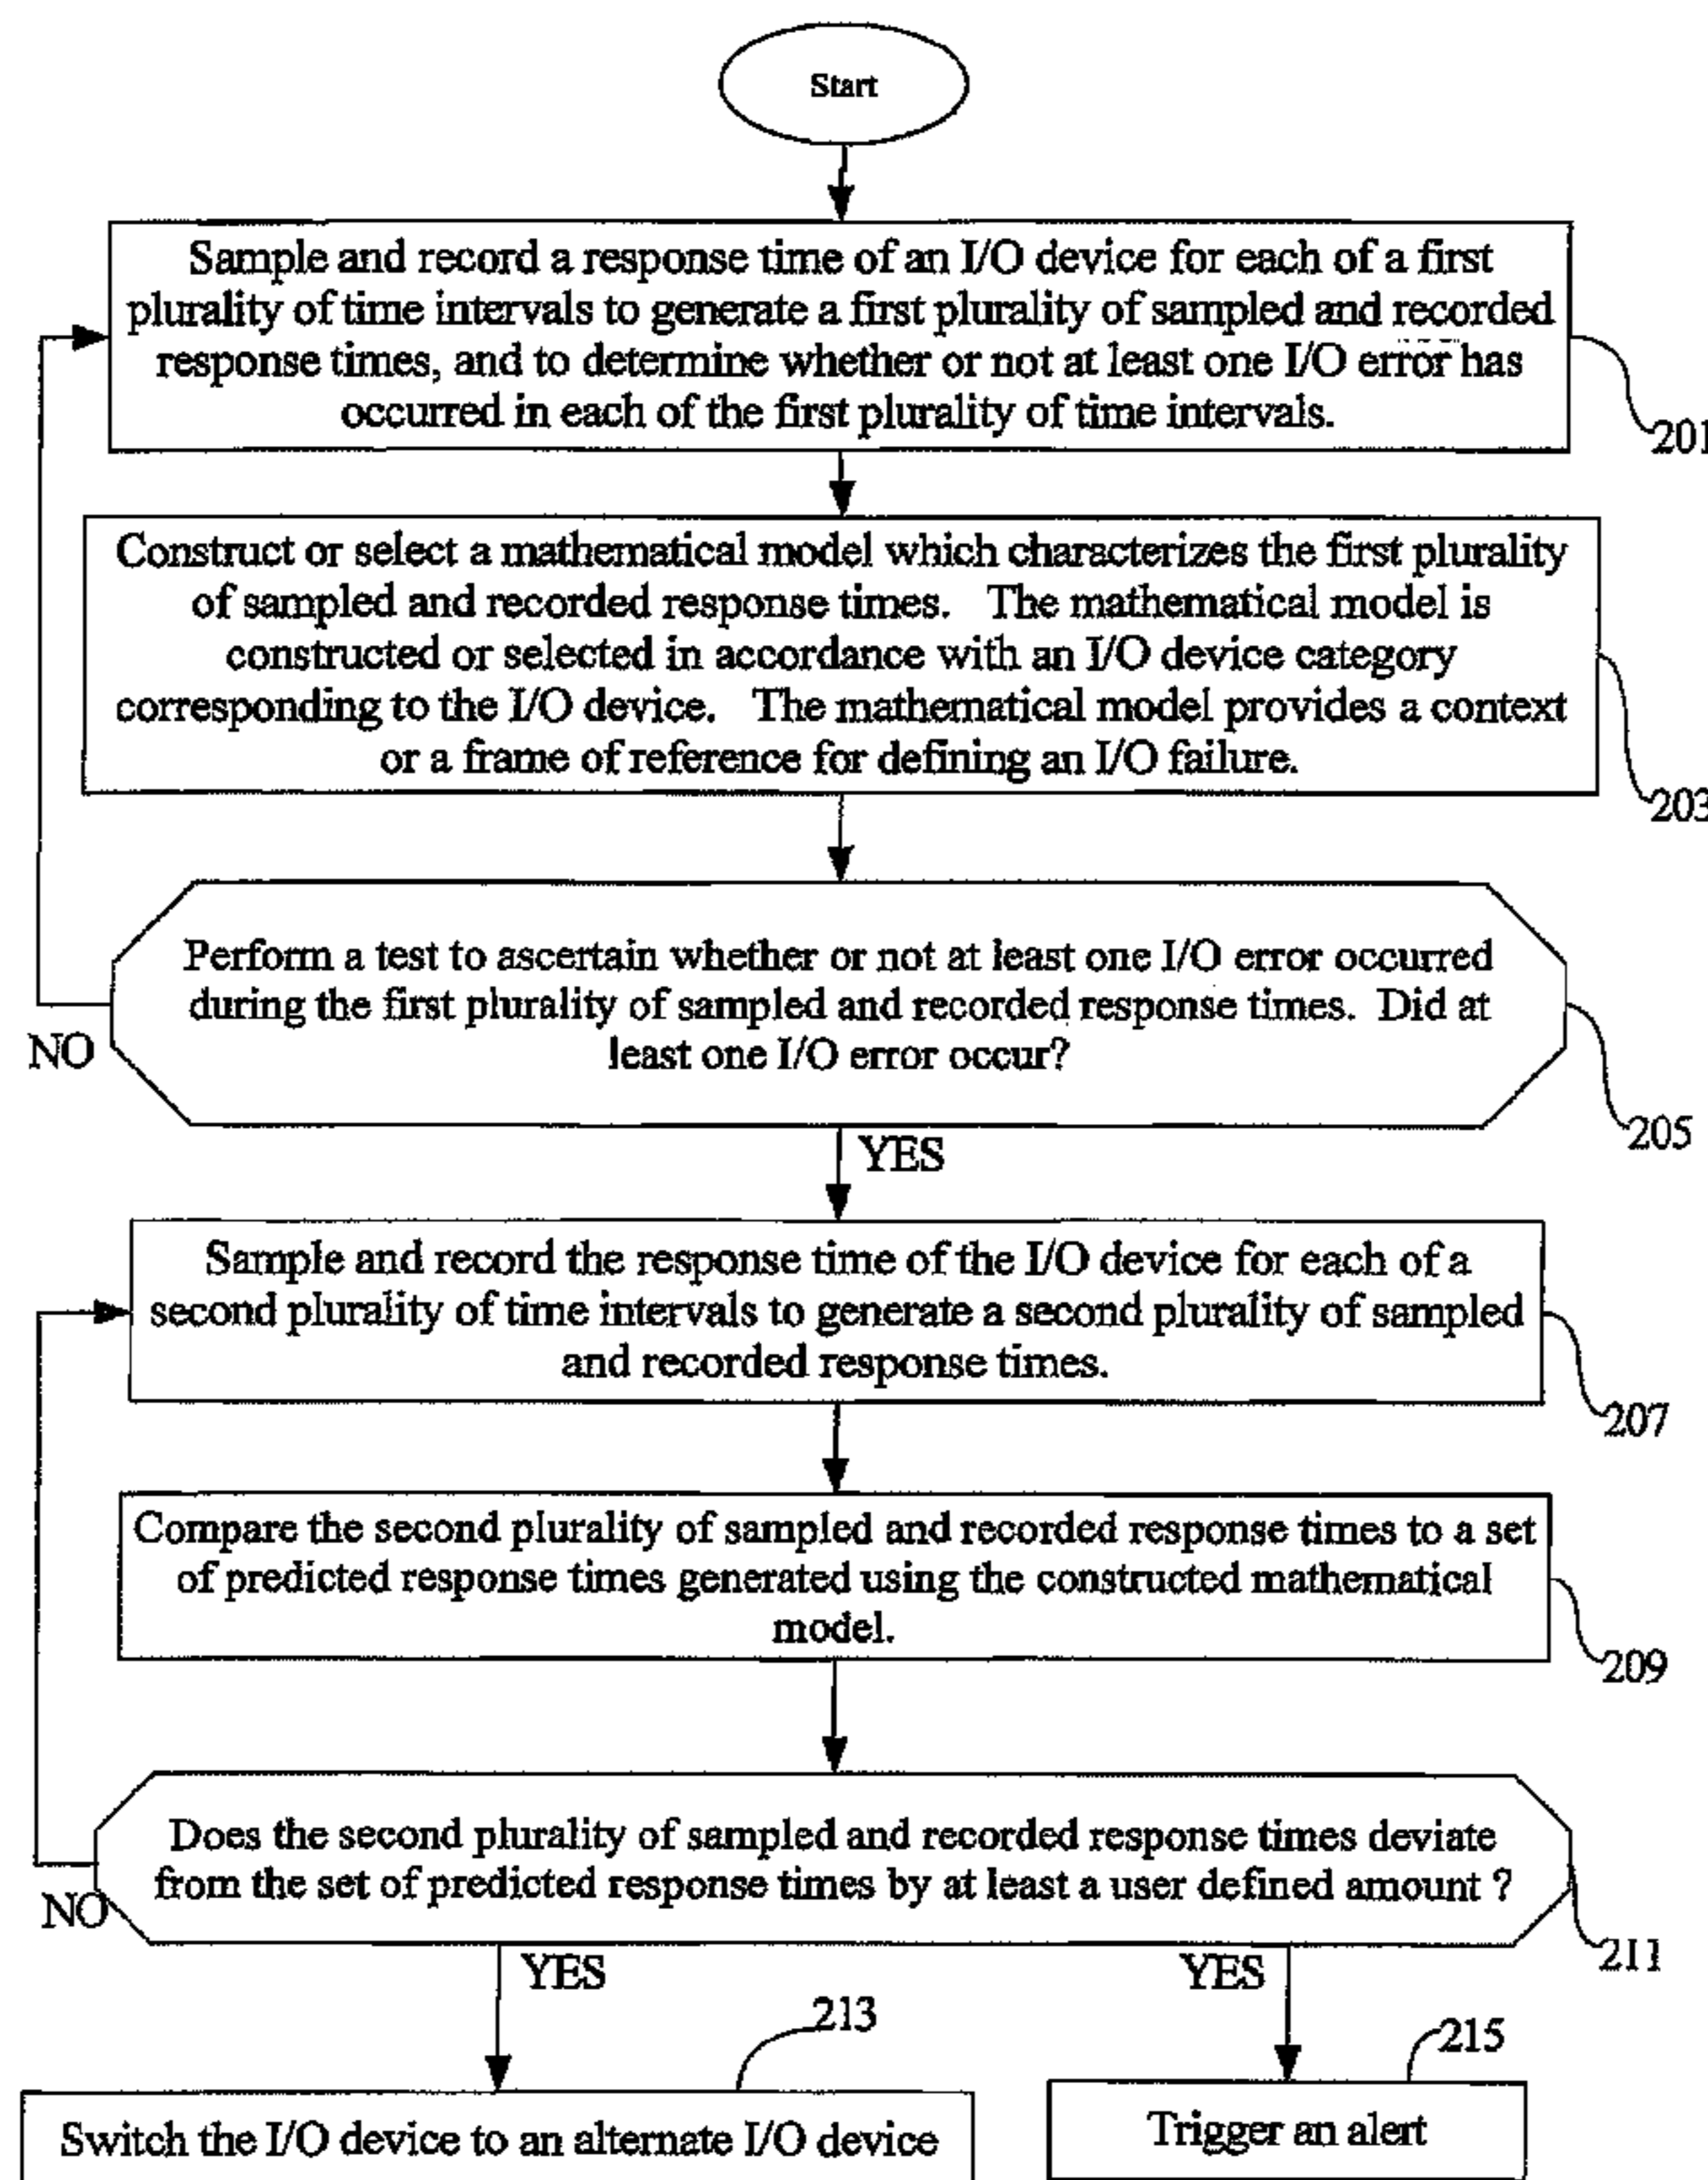 Start
Sample and record a response time of an I/O device for each of a first
plurality of time intervals to generate a first plurality of sampled and recorded
response times, and to determine whether or not at least one I/O error has
occurred in each of the first plurality of time intervals.
201
Construct or select a mathematical model which characterizes the first plurality
of sampled and recorded response times. The mathematical model is
constructed or selected in accordance with an I/O device category
corresponding to the I/O device. The mathematical model provides a context
or a frame of reference for defining an I/O failure.
203
Perform a test to ascertain whether or not at least one I/O error occurred
during the first plurality of sampled and recorded response times. Did at
least one I/O error occur?
NO
205
YES
Sample and record the response time of the I/O device for each of a
second plurality of time intervals to generate a second plurality of sampled
and recorded response times.
207
Compare the second plurality of sampled and recorded response times to a set
of predicted response times generated using the constructed mathematical
model.
209
Does the second plurality of sampled and recorded response times deviate
from the set of predicted response times by at least a user defined amount ?
NO
211
YES
YES
213
215
Switch the I/O device to an alternate I/O device
Trigger an alert